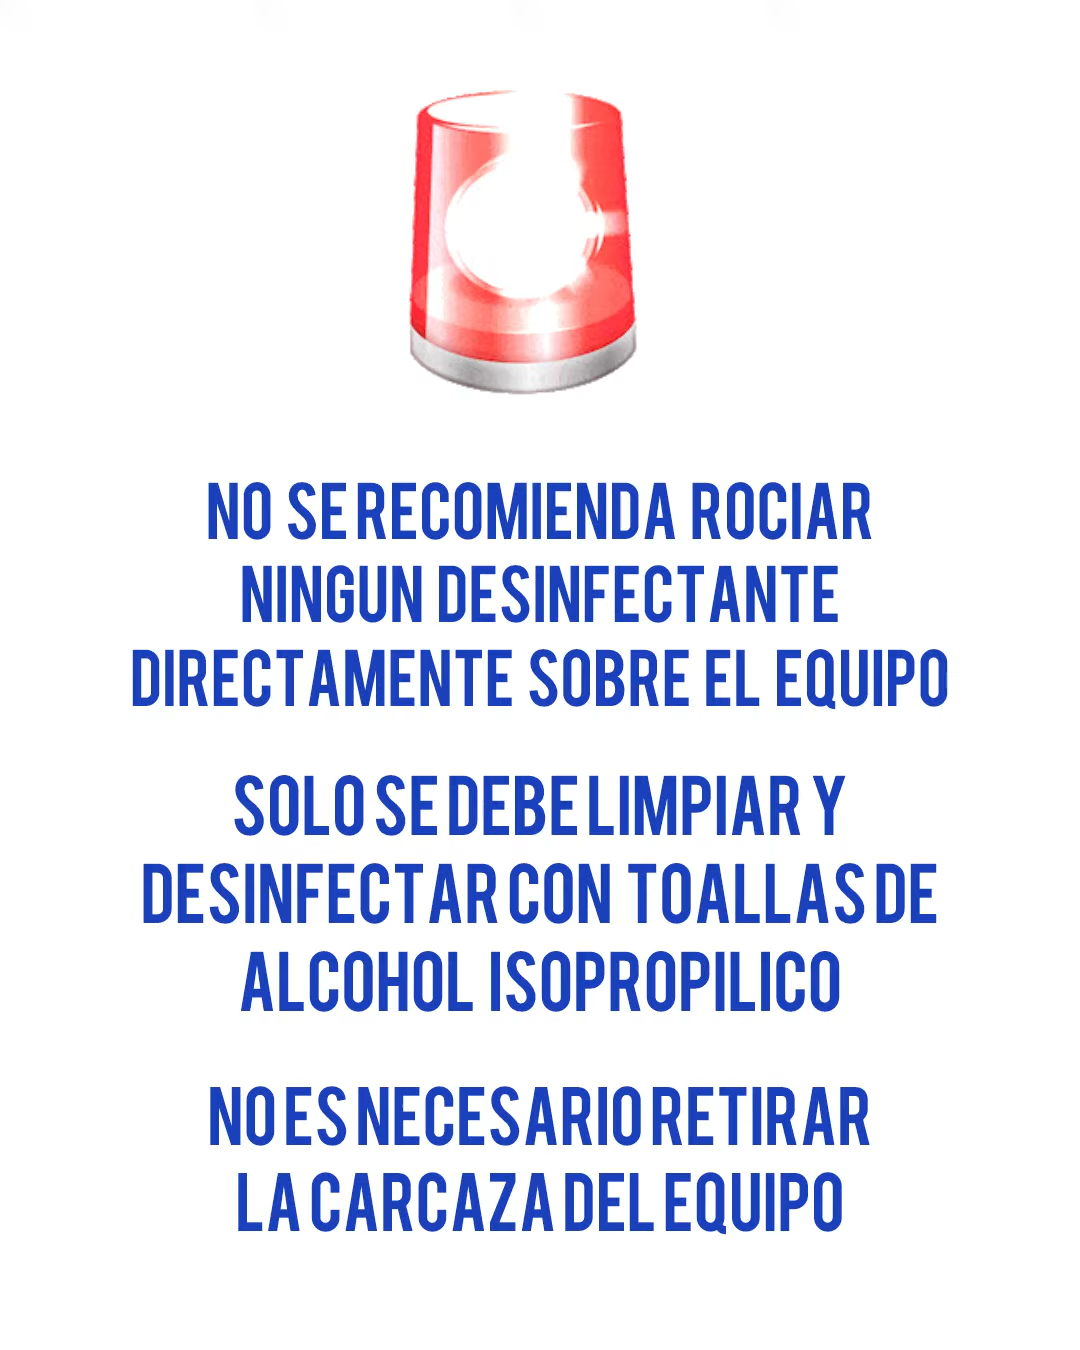 NO SE RECOMIENDA ROCIAR
NINGUN DESINFECTANTE
DIRECTAMENTE SOBRE EL EQUIPO
SOLO SE DEBE LIMPIAR Y
DESINFECTAR CON TOALLAS DE
ALCOHOL ISOPROPILICO
NO ES NECESARIO RETIRAR
LA CARCAZA DEL EQUIPO